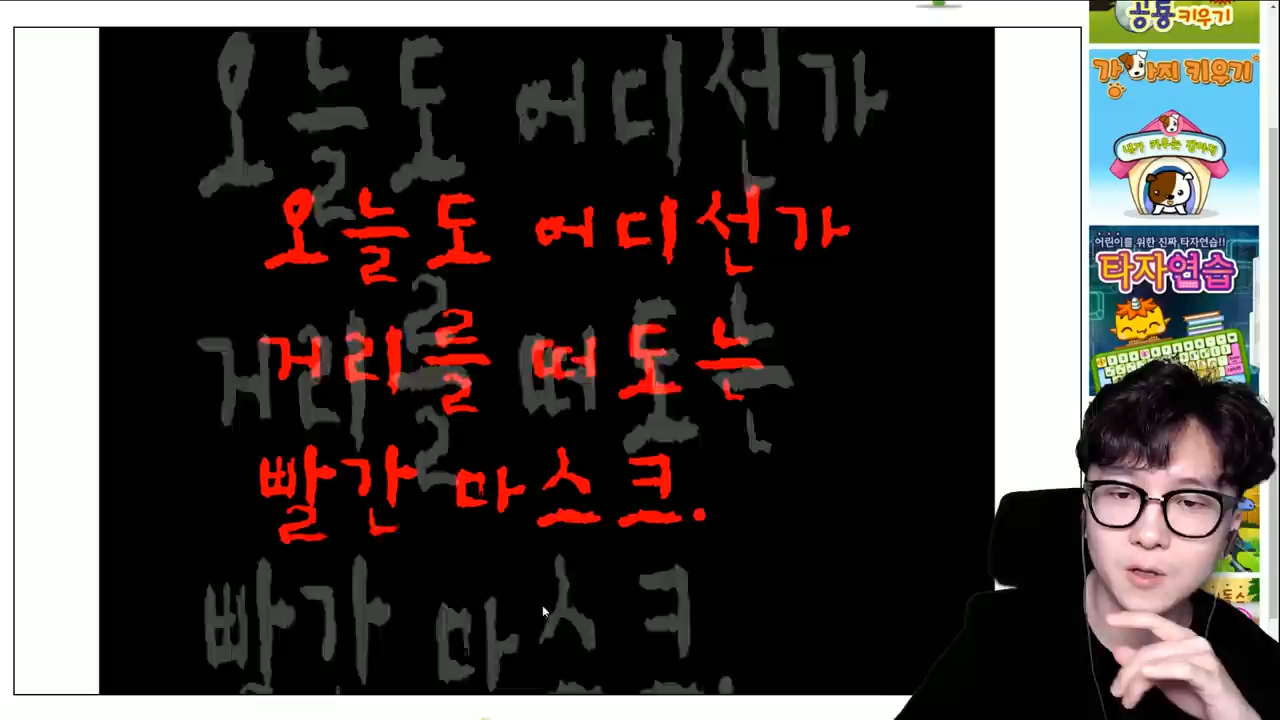 오늘도 어디선가
오늘도 어디선가
거리를 떠도는
거리를 떠도는
빨간 마스크.
빨간 마스크.
공룡키우기
강아지 키우기
내가 키우는 강아지
어린이를 위한 진짜 타자연습!!
타자연습